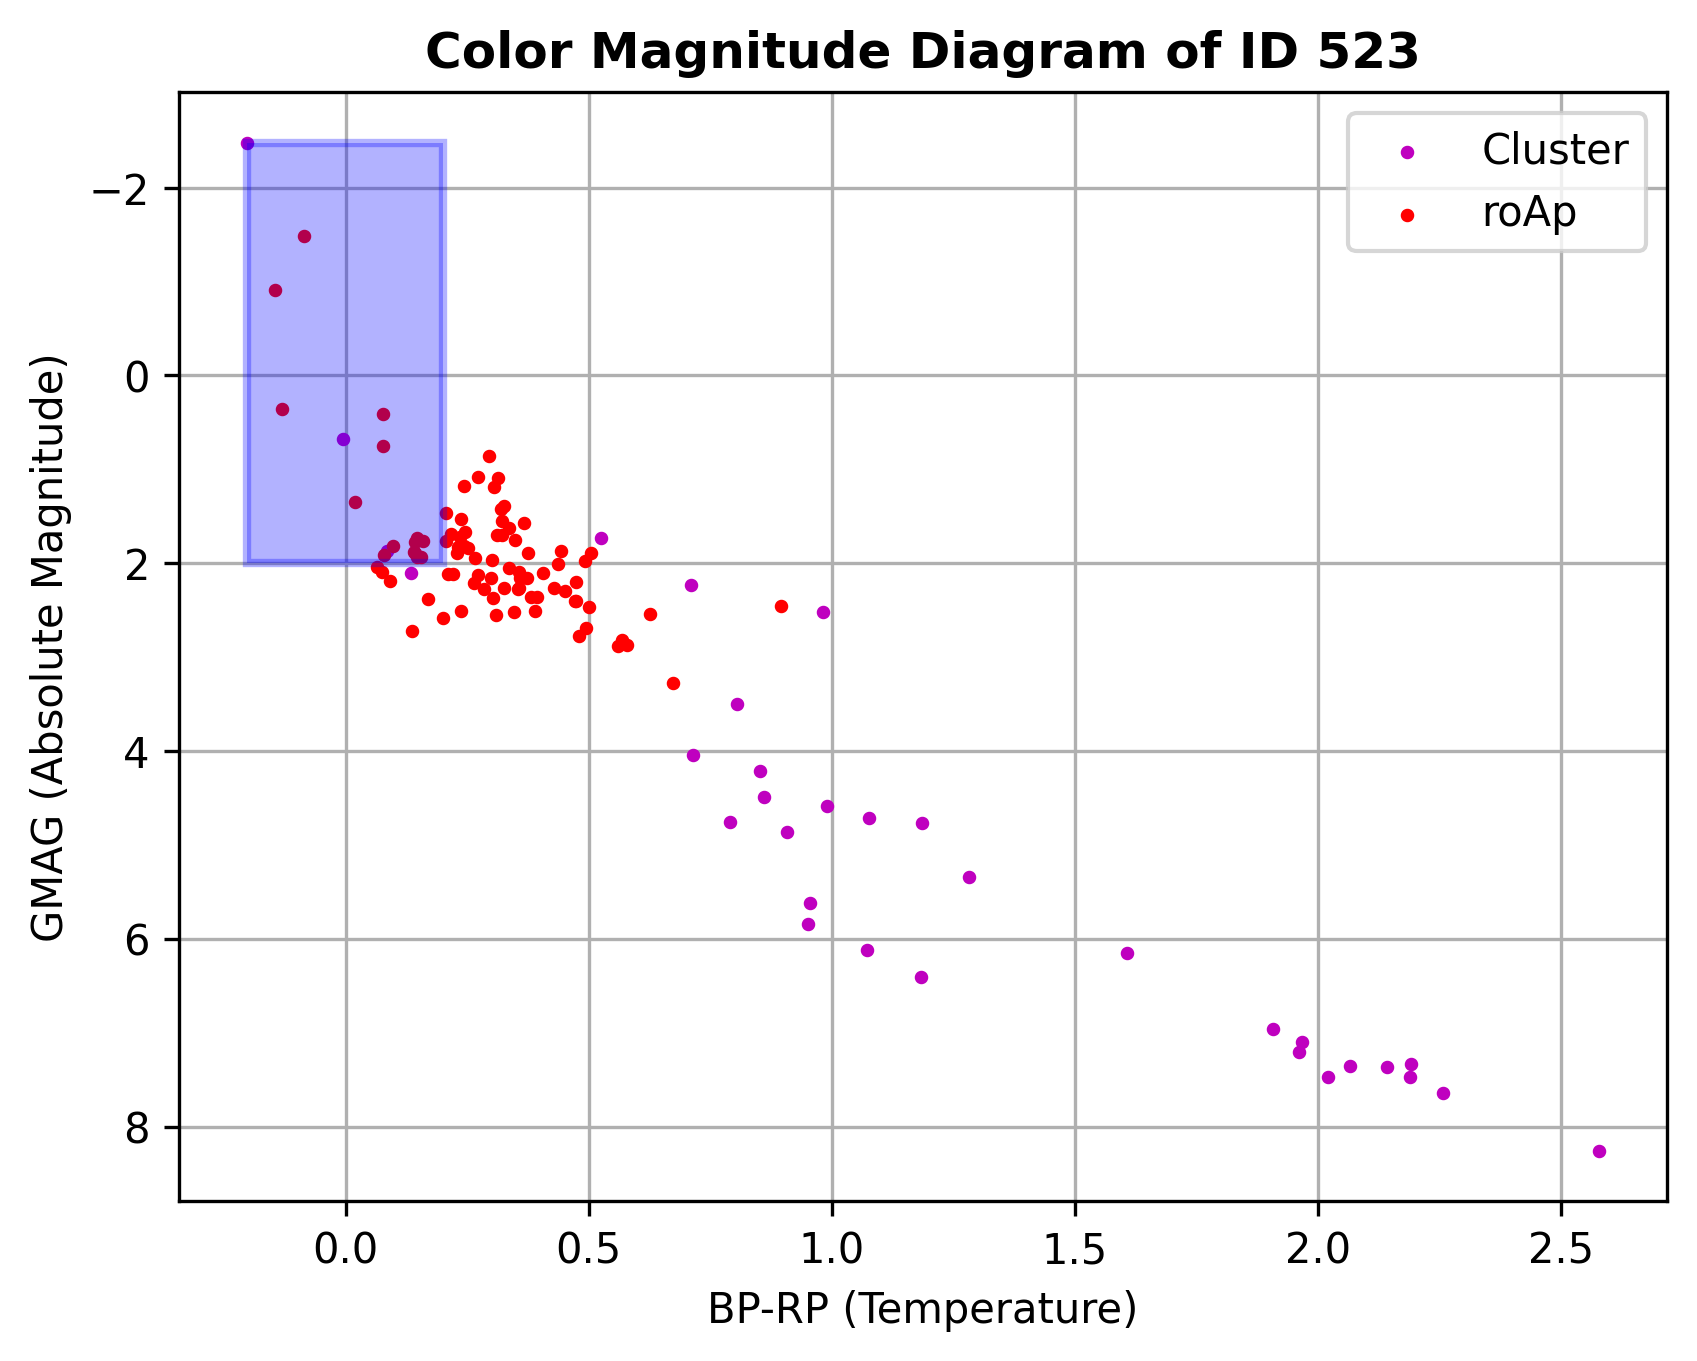 Color Magnitude Diagram of ID 523
Cluster
roAp
GMAG (Absolute Magnitude)
−2
0
2
4
6
8
0.0 0.5 1.0 1.5 2.0 2.5
BP-RP (Temperature)